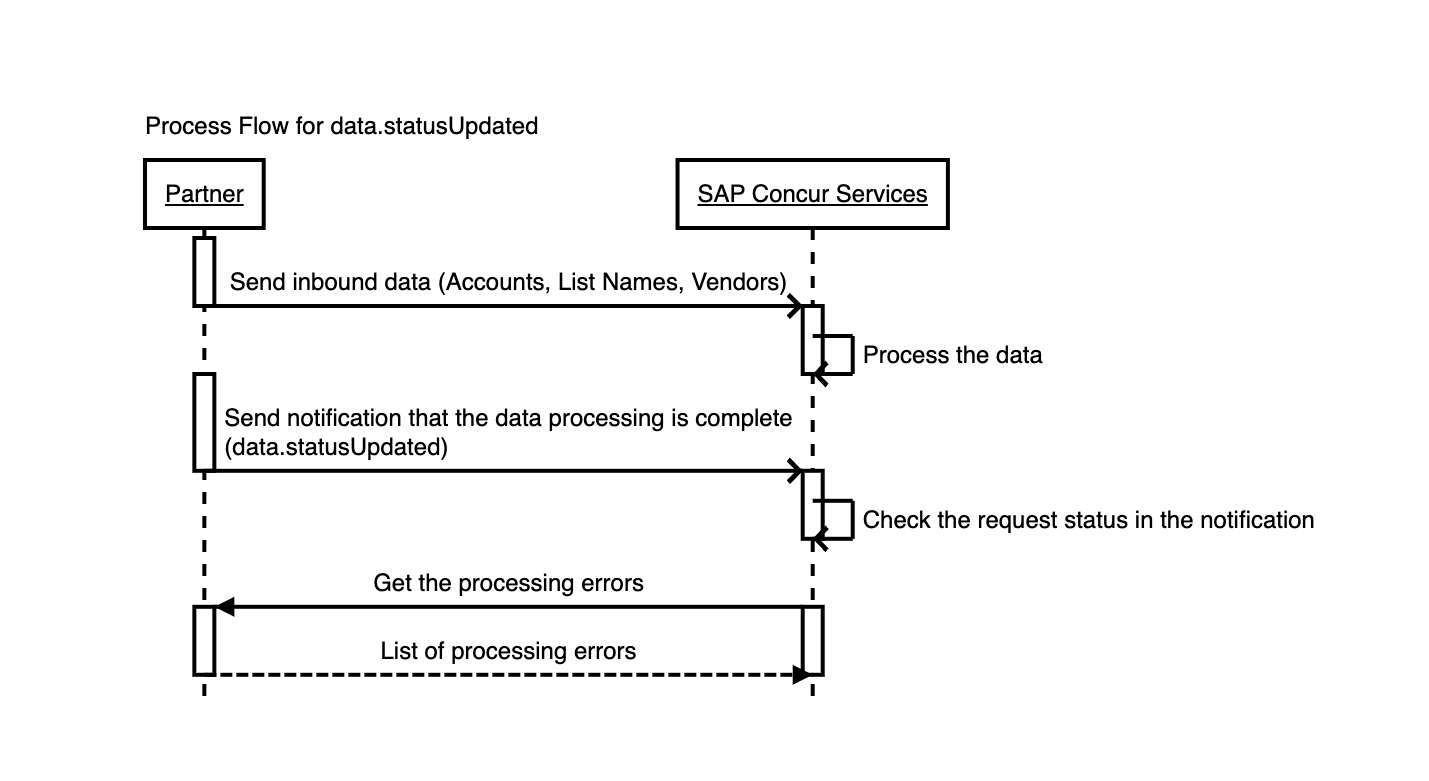 Process Flow for data.statusUpdated
Partner
SAP Concur Services
Send inbound data (Accounts, List Names, Vendors)
Process the data
Send notification that the data processing is complete
(data.statusUpdated)
Check the request status in the notification
Get the processing errors
List of processing errors